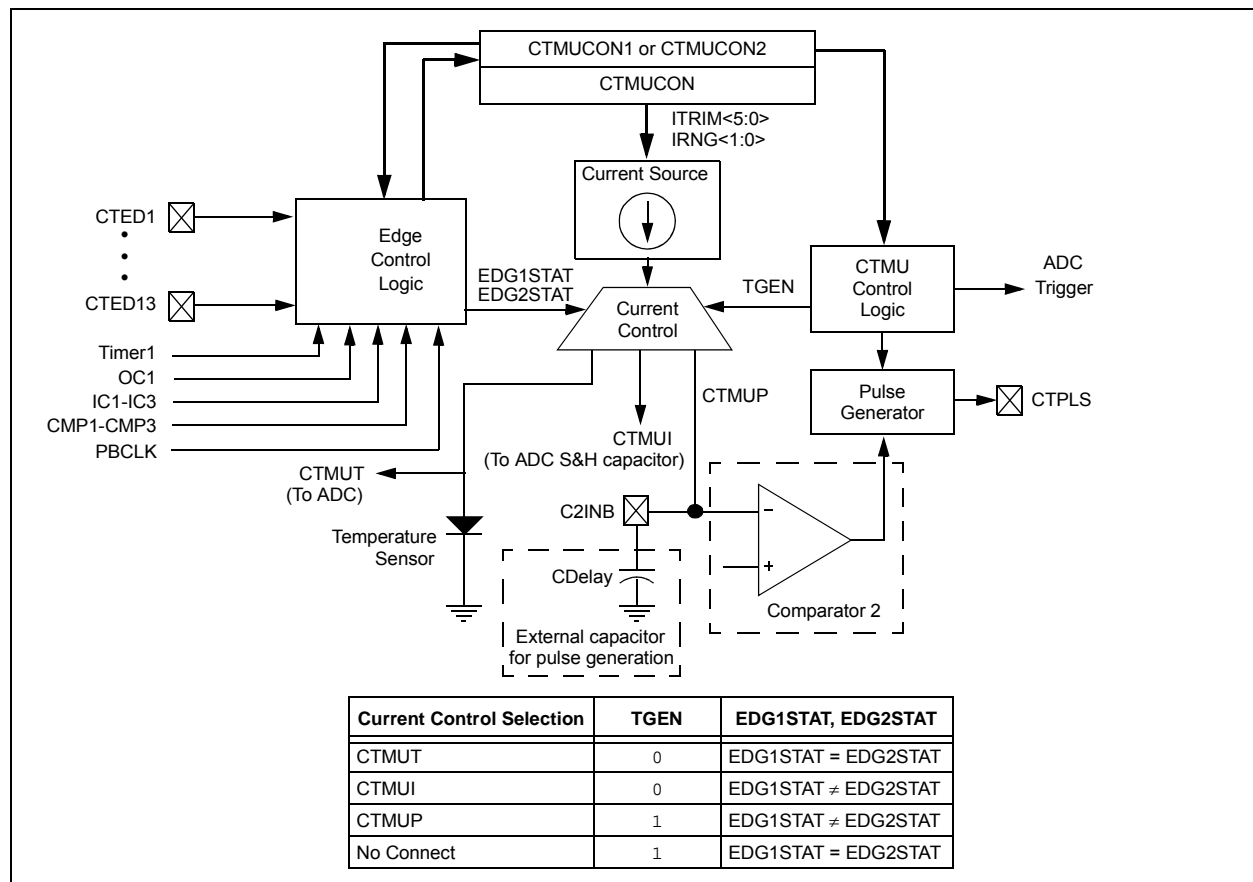 CTMUCON1 or CTMUCON2
CTMUCON
ITRIM<5:0>
IRNG<1:0>
Current Source
CTED1
•
•
•
CTED13
Edge
Control
Logic
EDG1STAT
EDG2STAT
Current
Control
TGEN
CTMU
Control
Logic
ADC
Trigger
Timer1
OC1
IC1-IC3
CMP1-CMP3
PBCLK
CTMUP
Pulse
Generator
CTPLS
CTMUI
(To ADC S&H capacitor)
CTMUT
(To ADC)
C2INB
–
+
Temperature
Sensor
CDelay
Comparator 2
External capacitor
for pulse generation
Current Control Selection TGEN EDG1STAT, EDG2STAT
CTMUT 0 EDG1STAT = EDG2STAT
CTMUI 0 EDG1STAT ≠ EDG2STAT
CTMUP 1 EDG1STAT ≠ EDG2STAT
No Connect 1 EDG1STAT = EDG2STAT